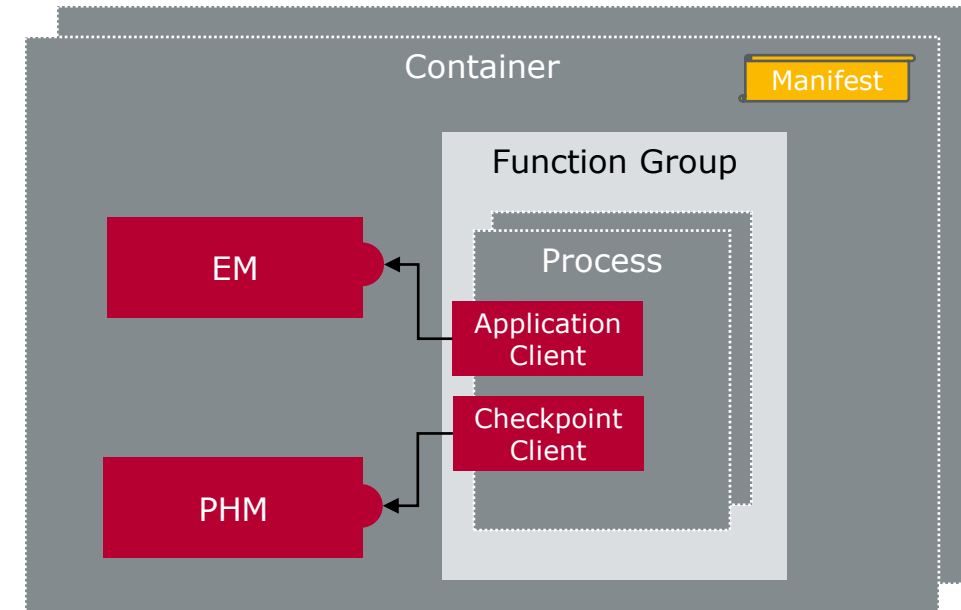 Container
Manifest
Function Group
Process
EM
Application
Client
Checkpoint
Client
PHM